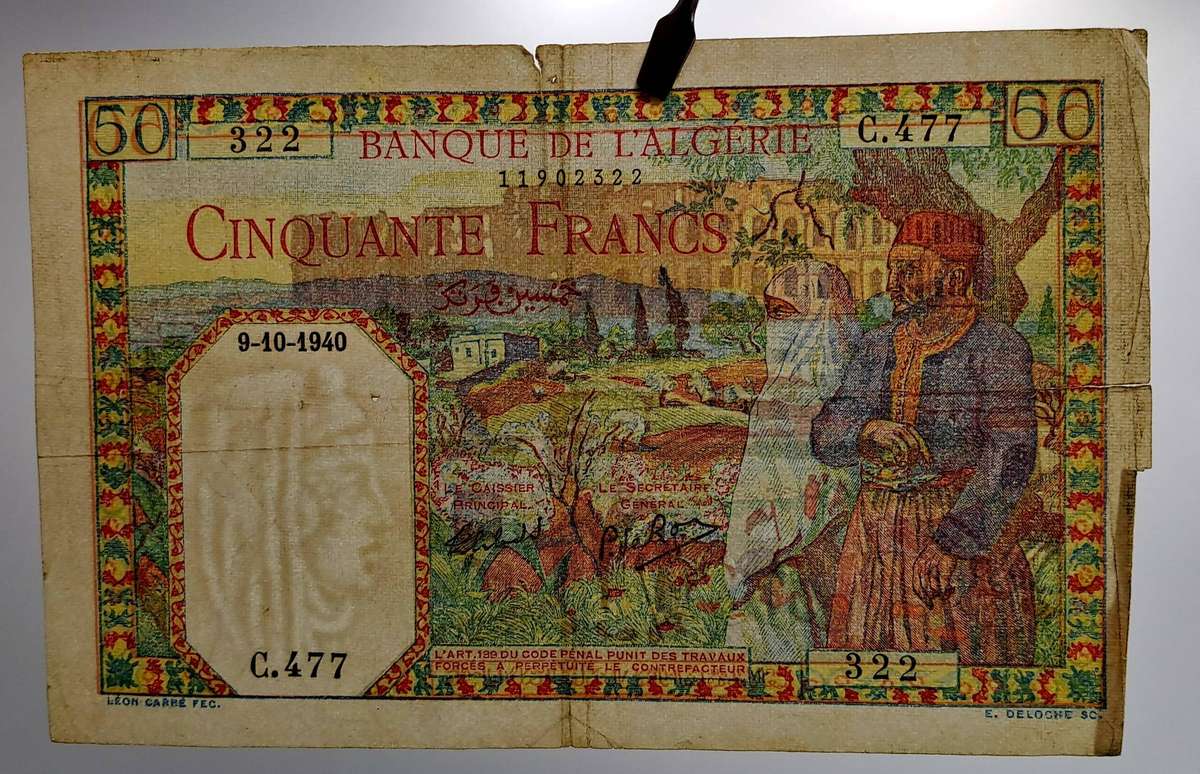 50 50
322 BANQUE DE L'ALGÉRIE C.477
11902322
CINQUANTE FRANCS
خمسون فرنك
9-10-1940
LE CAISSIER PRINCIPAL. LE SECRÉTAIRE GÉNÉRAL.
C.477
L'ART. 139 DU CODE PÉNAL PUNIT DES TRAVAUX
FORCÉS A PERPÉTUITÉ LE CONTREFACTEUR
322
LÉON CARRÉ FEC. E. DELOCHE SC.